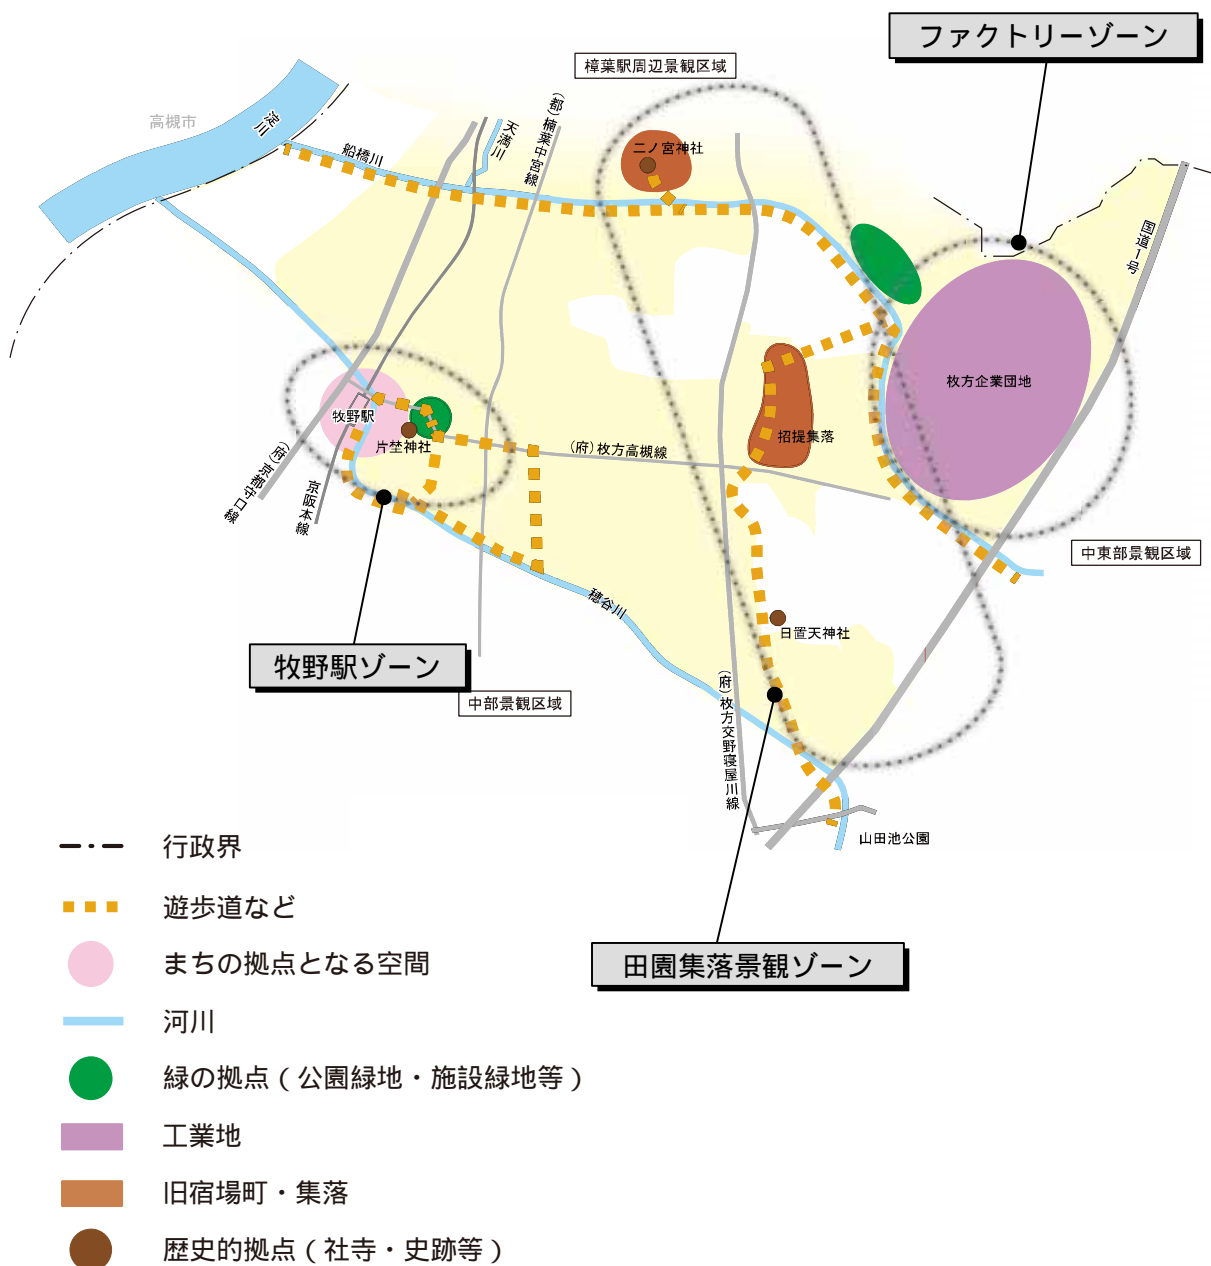 ファクトリーゾーン
樟葉駅周辺景観区域
高槻市
淀川
船橋川
天満川
(都)楠葉中宮線
二ノ宮神社
国道1号
枚方企業団地
牧野駅
片埜神社
招提集落
(府)枚方高槻線
(府)京都守口線
京阪本線
中東部景観区域
穂谷川
日置天神社
牧野駅ゾーン
中部景観区域
(府)枚方交野寝屋川線
山田池公園
田園集落景観ゾーン
行政界
遊歩道など
まちの拠点となる空間
河川
緑の拠点(公園緑地・施設緑地等)
工業地
旧宿場町・集落
歴史的拠点(社寺・史跡等)